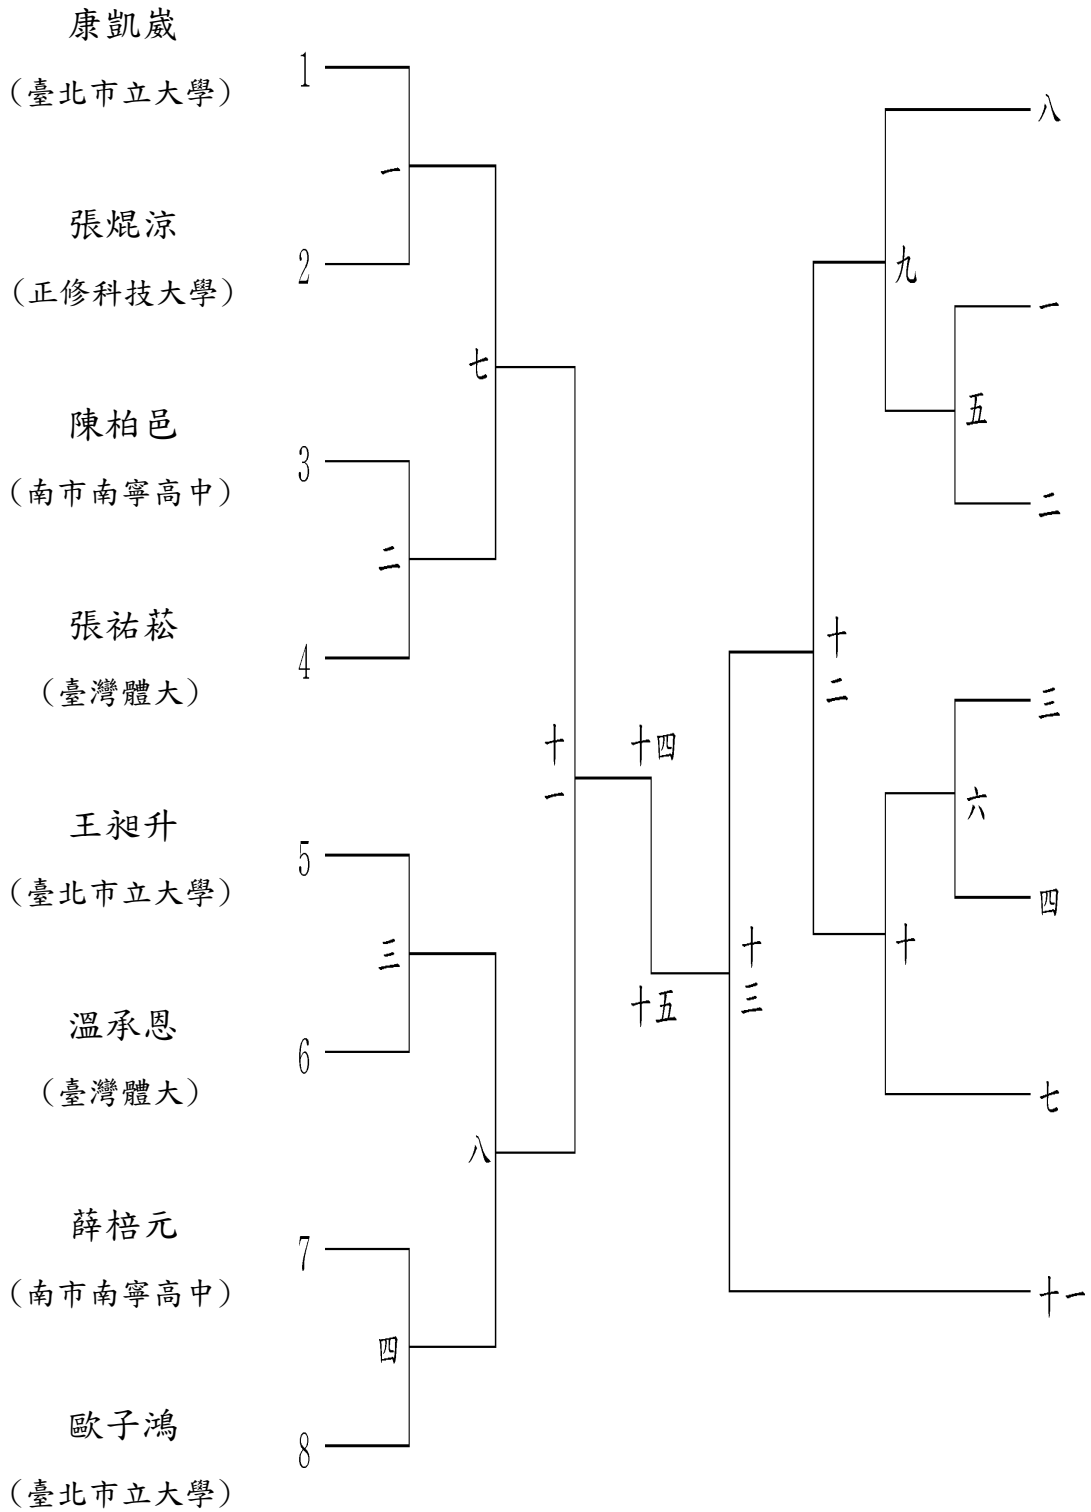 康凱崴
（臺北市立大學）
1
一
張焜涼
（正修科技大學）
2
七
陳柏邑
（南市南寧高中）
3
二
張祐菘
（臺灣體大）
4
十一
十四
王昶升
（臺北市立大學）
5
三
十五
溫承恩
（臺灣體大）
6
八
薛棓元
（南市南寧高中）
7
四
歐子鴻
（臺北市立大學）
8
八
九
一
五
二
十二
三
六
四
十
十三
七
十一